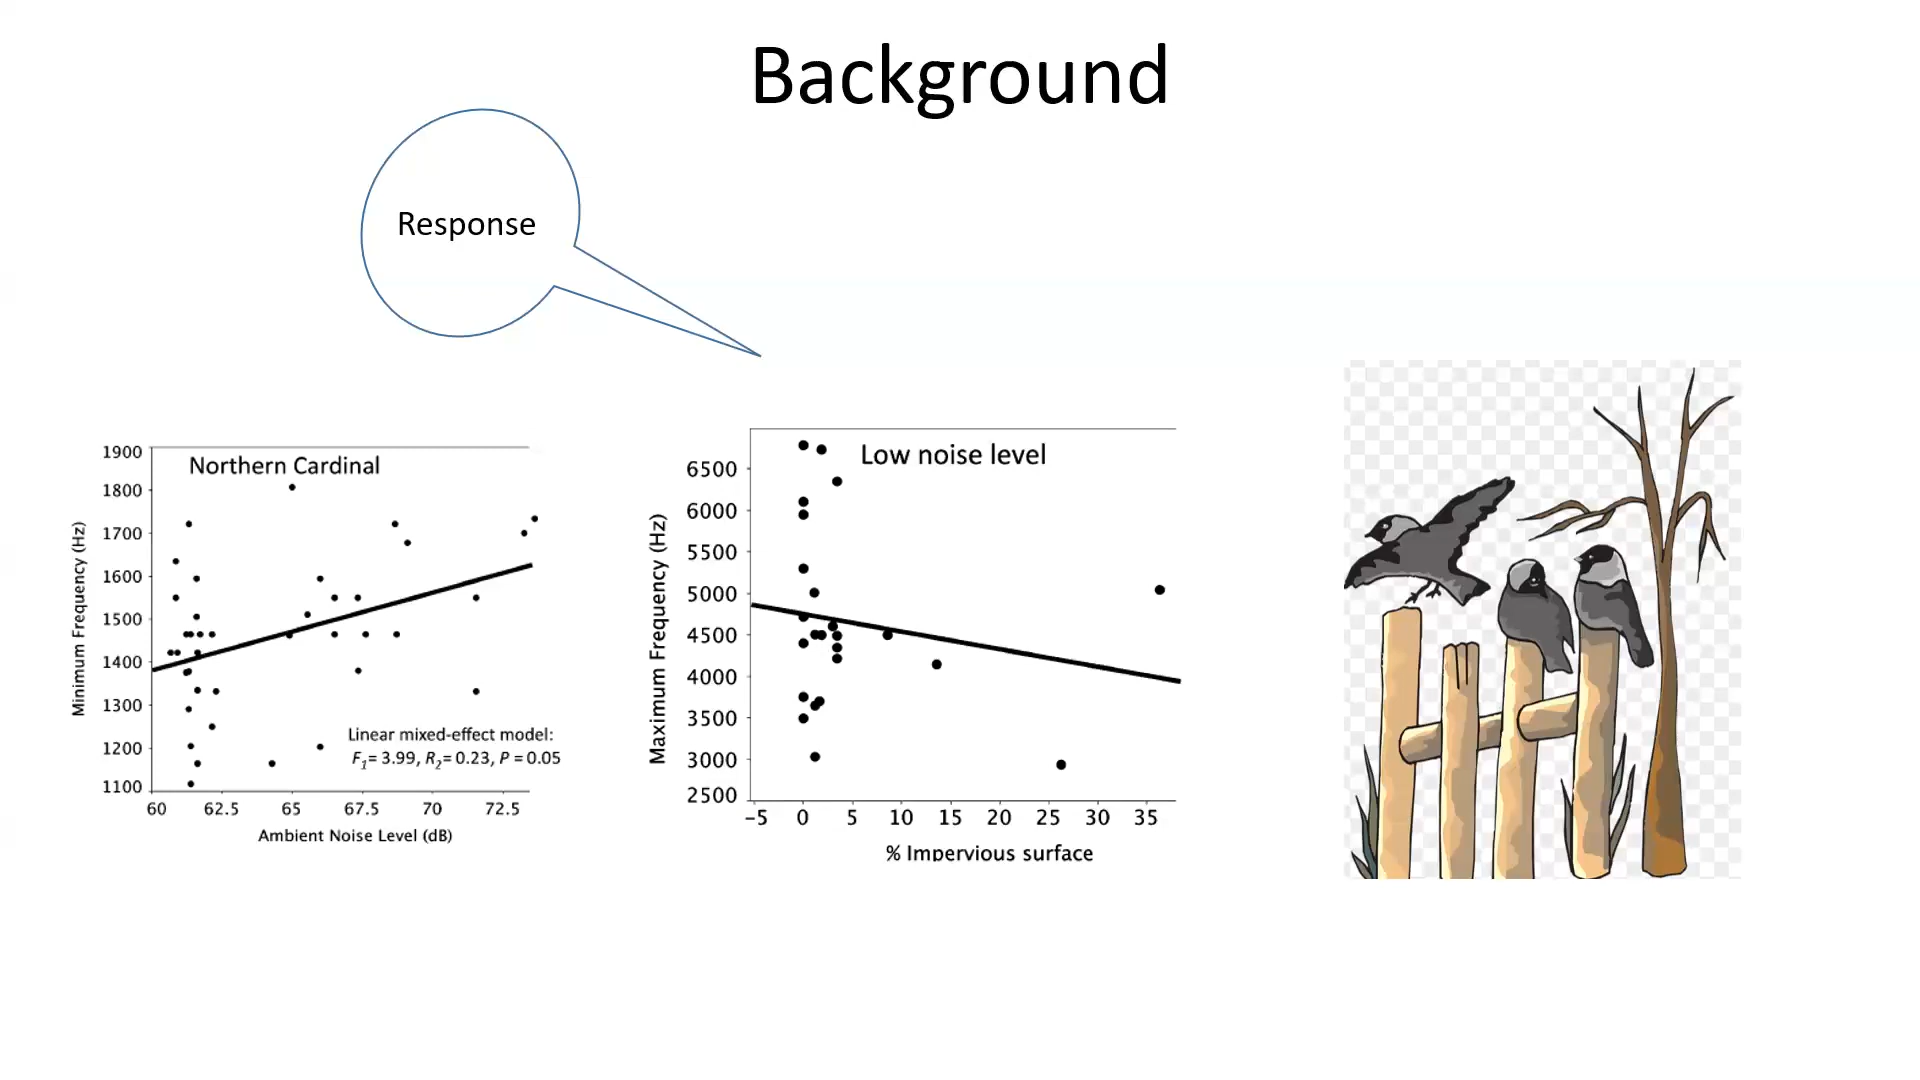 Background
Response
Northern Cardinal
1900
1800
1700
1600
1500
1400
1300
1200
1100
Minimum Frequency (Hz)
Linear mixed-effect model:
F1= 3.99, R2= 0.23, P = 0.05
60 62.5 65 67.5 70 72.5
Ambient Noise Level (dB)
Low noise level
6500
6000
5500
5000
4500
4000
3500
3000
2500
Maximum Frequency (Hz)
−5 0 5 10 15 20 25 30 35
% Impervious surface